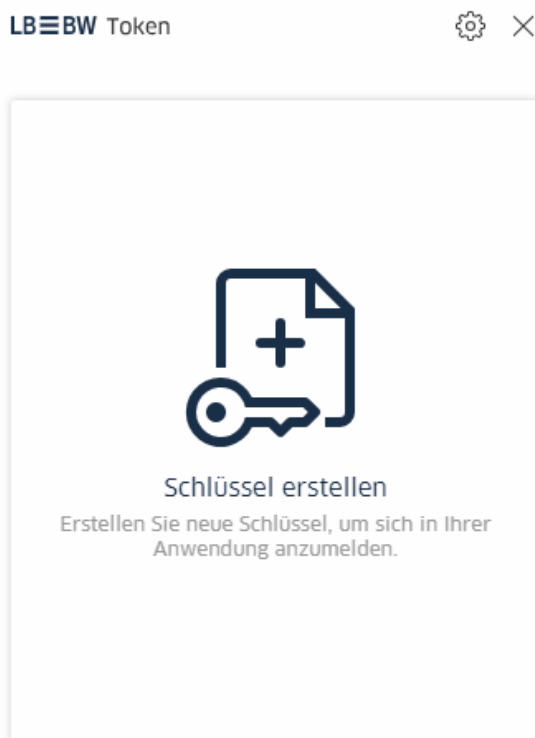 LB≡BW Token
Schlüssel erstellen
Erstellen Sie neue Schlüssel, um sich in Ihrer
Anwendung anzumelden.